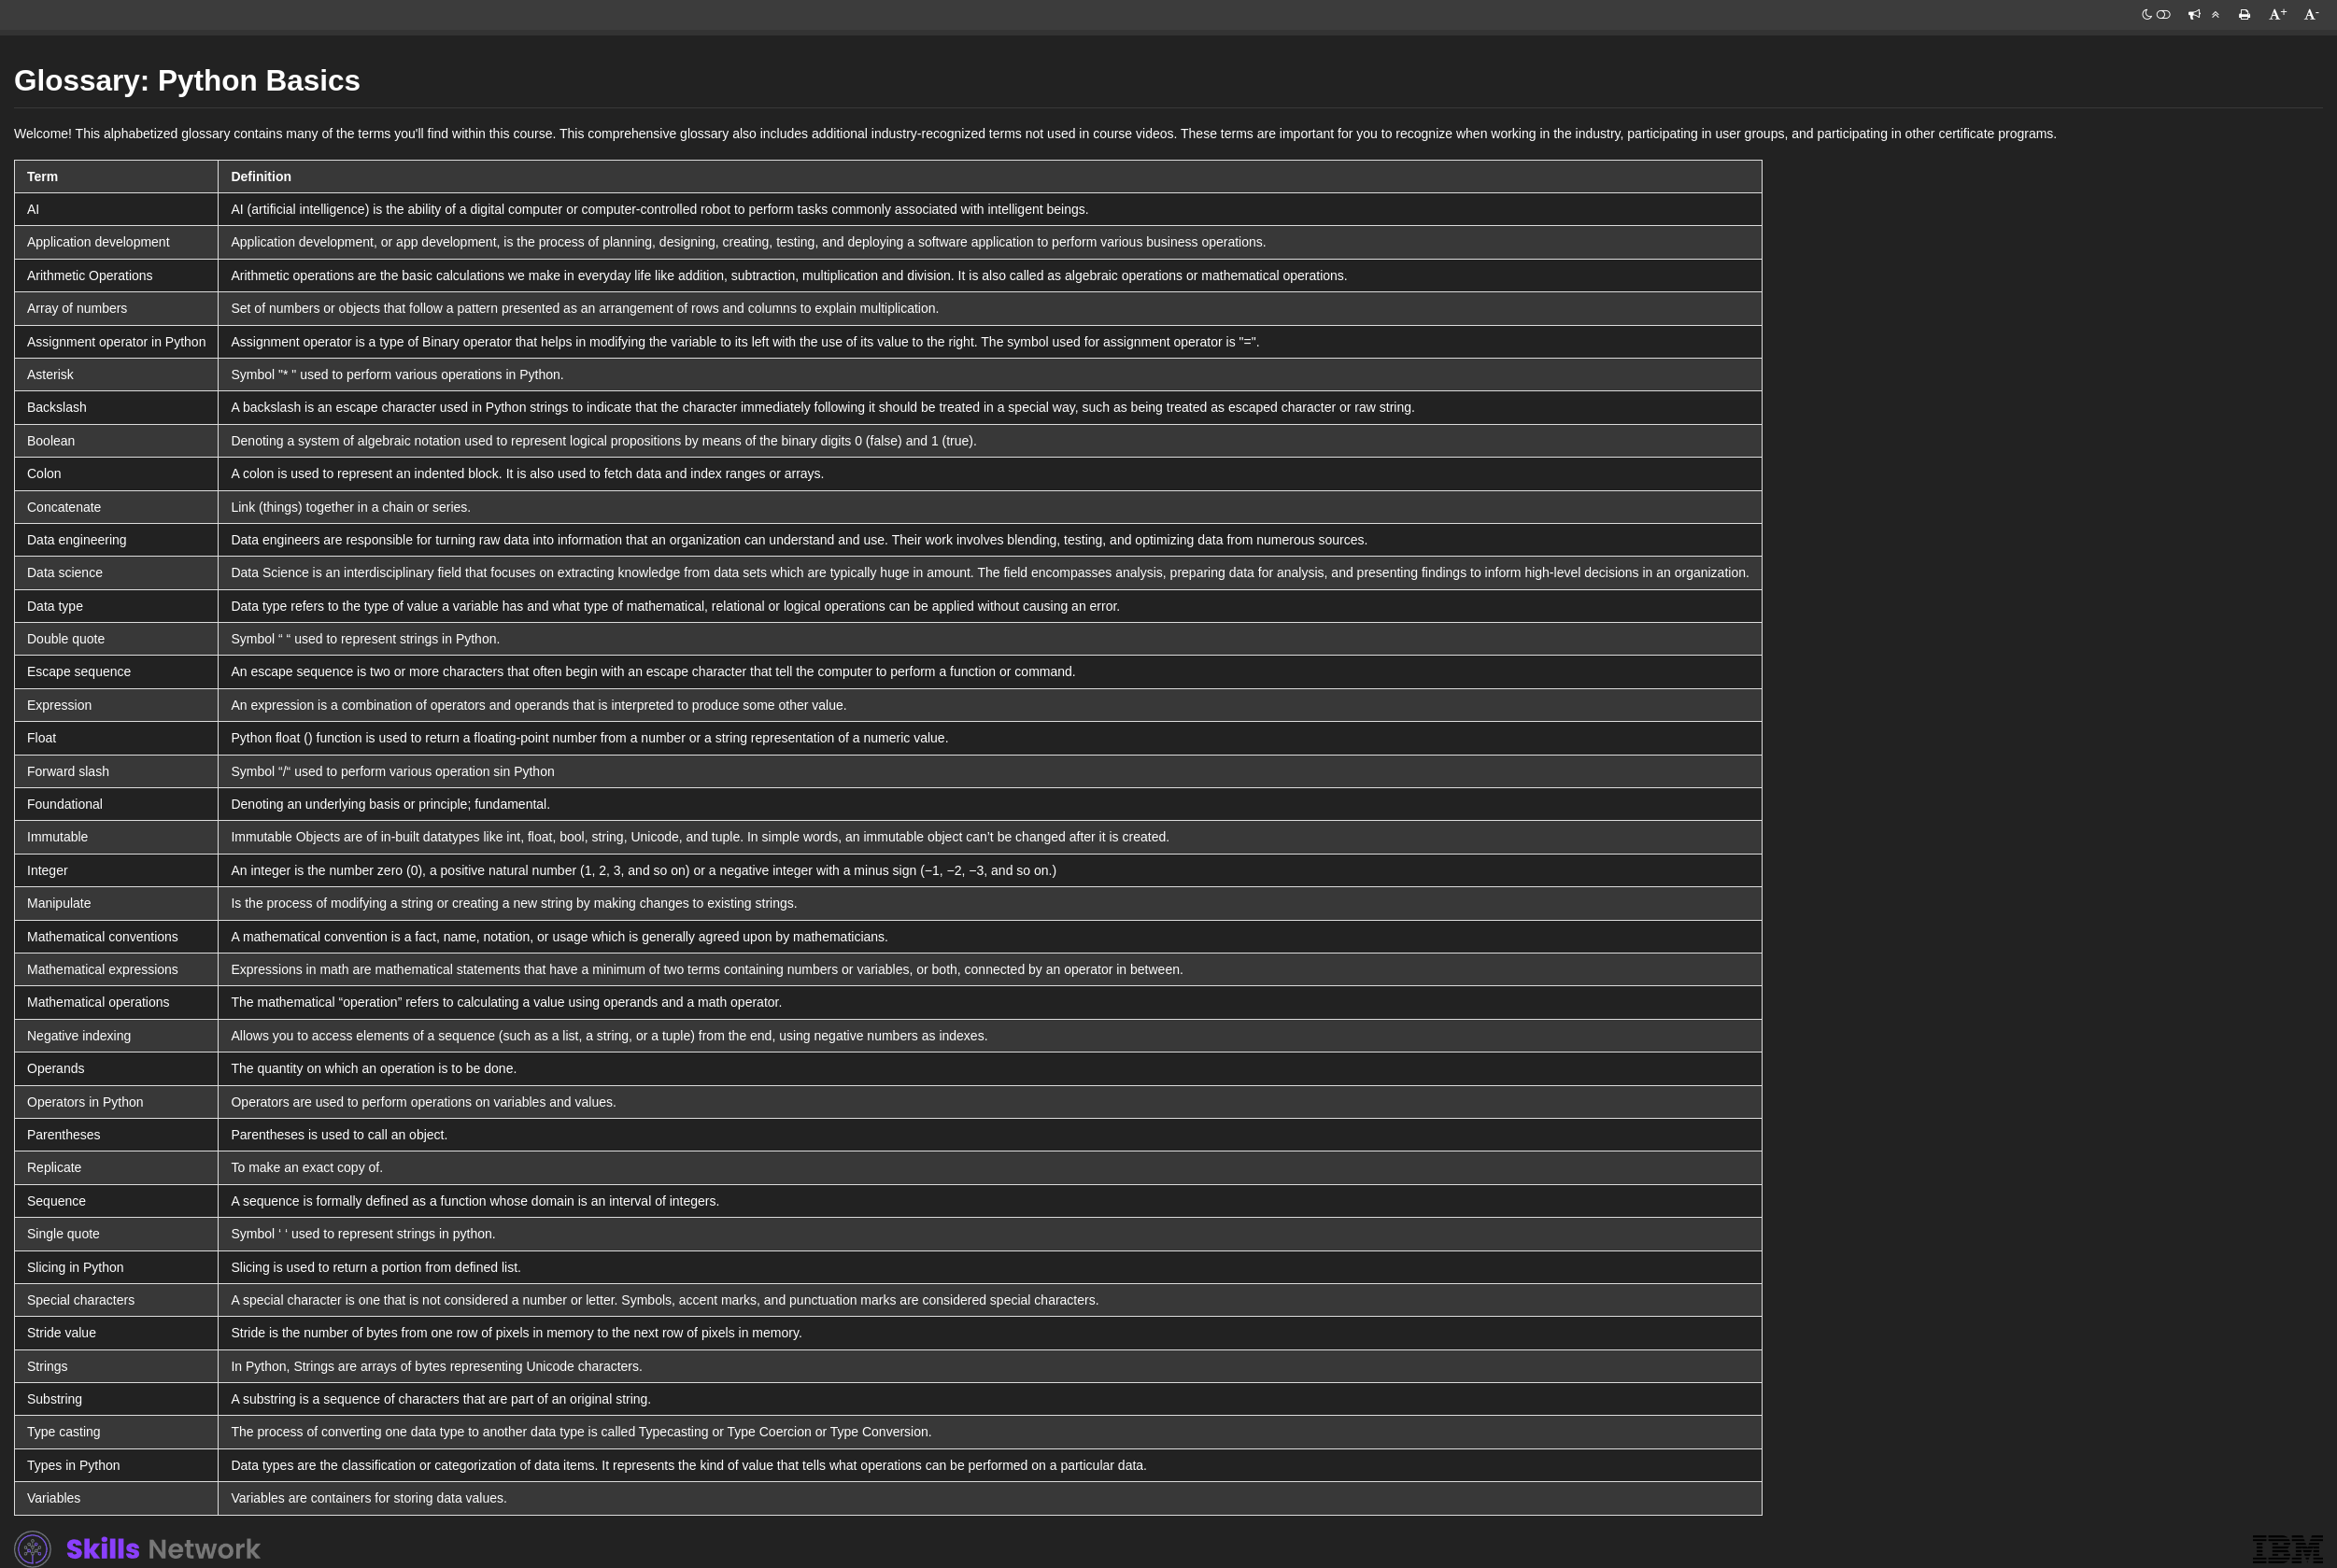 A+ A-
Glossary: Python Basics
Welcome! This alphabetized glossary contains many of the terms you'll find within this course. This comprehensive glossary also includes additional industry-recognized terms not used in course videos. These terms are important for you to recognize when working in the industry, participating in user groups, and participating in other certificate programs.
Term Definition
AI AI (artificial intelligence) is the ability of a digital computer or computer-controlled robot to perform tasks commonly associated with intelligent beings.
Application development Application development, or app development, is the process of planning, designing, creating, testing, and deploying a software application to perform various business operations.
Arithmetic Operations Arithmetic operations are the basic calculations we make in everyday life like addition, subtraction, multiplication and division. It is also called as algebraic operations or mathematical operations.
Array of numbers Set of numbers or objects that follow a pattern presented as an arrangement of rows and columns to explain multiplication.
Assignment operator in Python Assignment operator is a type of Binary operator that helps in modifying the variable to its left with the use of its value to the right. The symbol used for assignment operator is "=".
Asterisk Symbol "* " used to perform various operations in Python.
Backslash A backslash is an escape character used in Python strings to indicate that the character immediately following it should be treated in a special way, such as being treated as escaped character or raw string.
Boolean Denoting a system of algebraic notation used to represent logical propositions by means of the binary digits 0 (false) and 1 (true).
Colon A colon is used to represent an indented block. It is also used to fetch data and index ranges or arrays.
Concatenate Link (things) together in a chain or series.
Data engineering Data engineers are responsible for turning raw data into information that an organization can understand and use. Their work involves blending, testing, and optimizing data from numerous sources.
Data science Data Science is an interdisciplinary field that focuses on extracting knowledge from data sets which are typically huge in amount. The field encompasses analysis, preparing data for analysis, and presenting findings to inform high-level decisions in an organization.
Data type Data type refers to the type of value a variable has and what type of mathematical, relational or logical operations can be applied without causing an error.
Double quote Symbol “ “ used to represent strings in Python.
Escape sequence An escape sequence is two or more characters that often begin with an escape character that tell the computer to perform a function or command.
Expression An expression is a combination of operators and operands that is interpreted to produce some other value.
Float Python float () function is used to return a floating-point number from a number or a string representation of a numeric value.
Forward slash Symbol “/“ used to perform various operation sin Python
Foundational Denoting an underlying basis or principle; fundamental.
Immutable Immutable Objects are of in-built datatypes like int, float, bool, string, Unicode, and tuple. In simple words, an immutable object can’t be changed after it is created.
Integer An integer is the number zero (0), a positive natural number (1, 2, 3, and so on) or a negative integer with a minus sign (−1, −2, −3, and so on.)
Manipulate Is the process of modifying a string or creating a new string by making changes to existing strings.
Mathematical conventions A mathematical convention is a fact, name, notation, or usage which is generally agreed upon by mathematicians.
Mathematical expressions Expressions in math are mathematical statements that have a minimum of two terms containing numbers or variables, or both, connected by an operator in between.
Mathematical operations The mathematical “operation” refers to calculating a value using operands and a math operator.
Negative indexing Allows you to access elements of a sequence (such as a list, a string, or a tuple) from the end, using negative numbers as indexes.
Operands The quantity on which an operation is to be done.
Operators in Python Operators are used to perform operations on variables and values.
Parentheses Parentheses is used to call an object.
Replicate To make an exact copy of.
Sequence A sequence is formally defined as a function whose domain is an interval of integers.
Single quote Symbol ‘ ‘ used to represent strings in python.
Slicing in Python Slicing is used to return a portion from defined list.
Special characters A special character is one that is not considered a number or letter. Symbols, accent marks, and punctuation marks are considered special characters.
Stride value Stride is the number of bytes from one row of pixels in memory to the next row of pixels in memory.
Strings In Python, Strings are arrays of bytes representing Unicode characters.
Substring A substring is a sequence of characters that are part of an original string.
Type casting The process of converting one data type to another data type is called Typecasting or Type Coercion or Type Conversion.
Types in Python Data types are the classification or categorization of data items. It represents the kind of value that tells what operations can be performed on a particular data.
Variables Variables are containers for storing data values.
Skills Network IBM